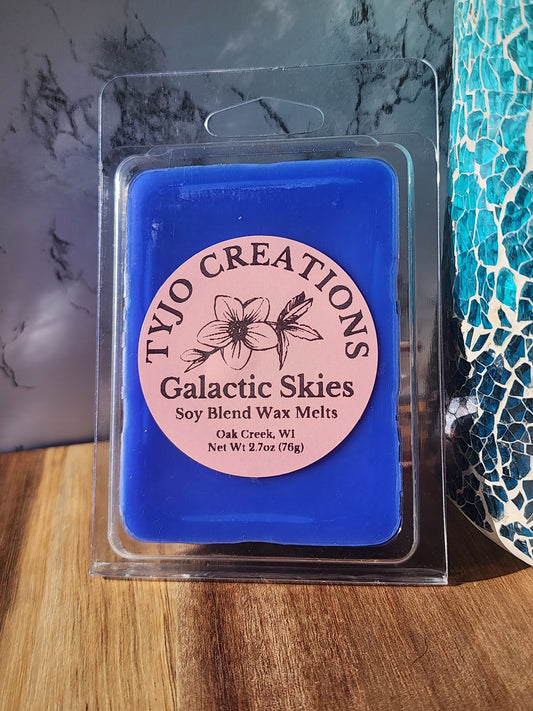 TYJO CREATIONS
Galactic Skies
Soy Blend Wax Melts
Oak Creek, WI
Net Wt 2.7oz (76g)